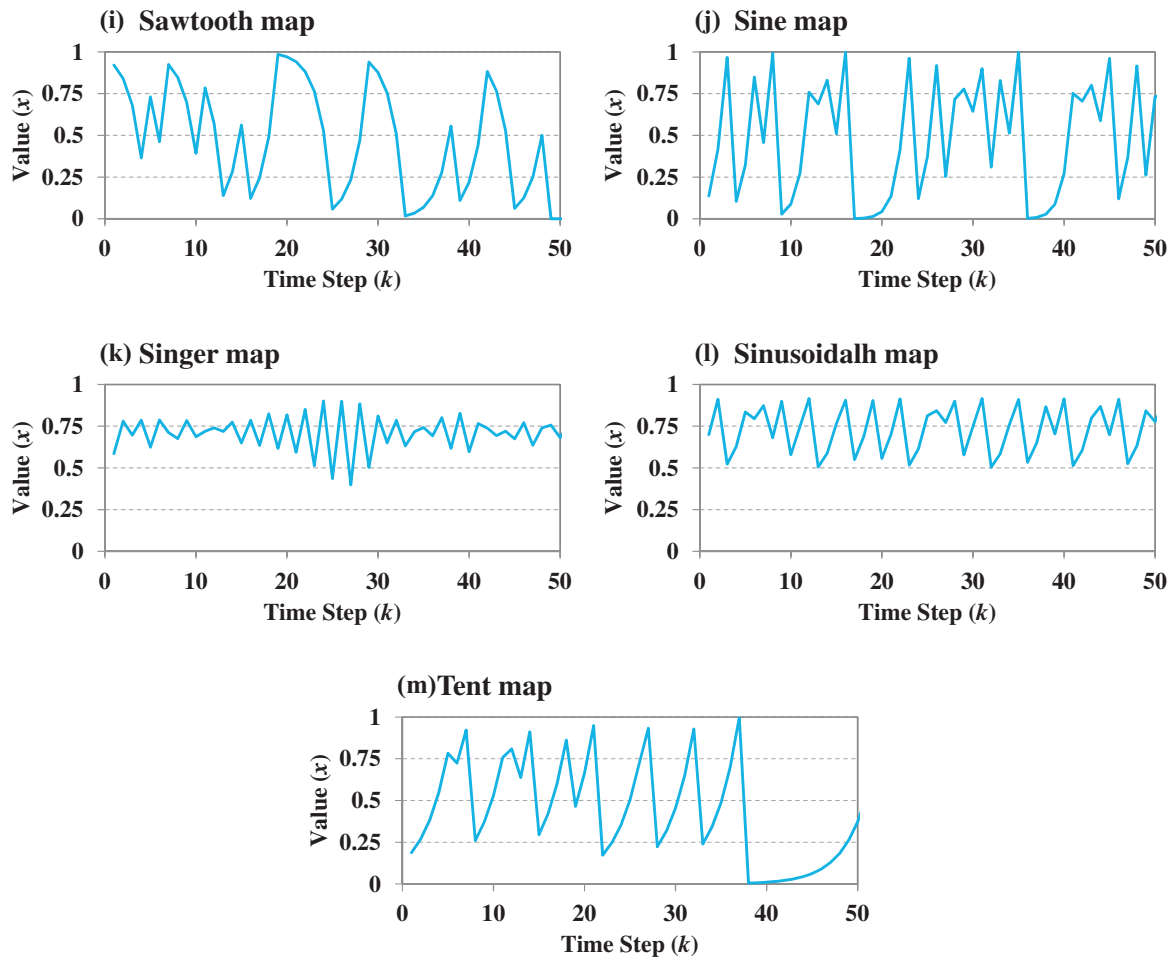 (i) Sawtooth map
1
0.75
0.5
0.25
0
Value (x)
0 10 20 30 40 50
Time Step (k)
(j) Sine map
1
0.75
0.5
0.25
0
Value (x)
0 10 20 30 40 50
Time Step (k)
(k) Singer map
1
0.75
0.5
0.25
0
Value (x)
0 10 20 30 40 50
Time Step (k)
(l) Sinusoidalh map
1
0.75
0.5
0.25
0
Value (x)
0 10 20 30 40 50
Time Step (k)
(m)Tent map
1
0.75
0.5
0.25
0
Value (x)
0 10 20 30 40 50
Time Step (k)